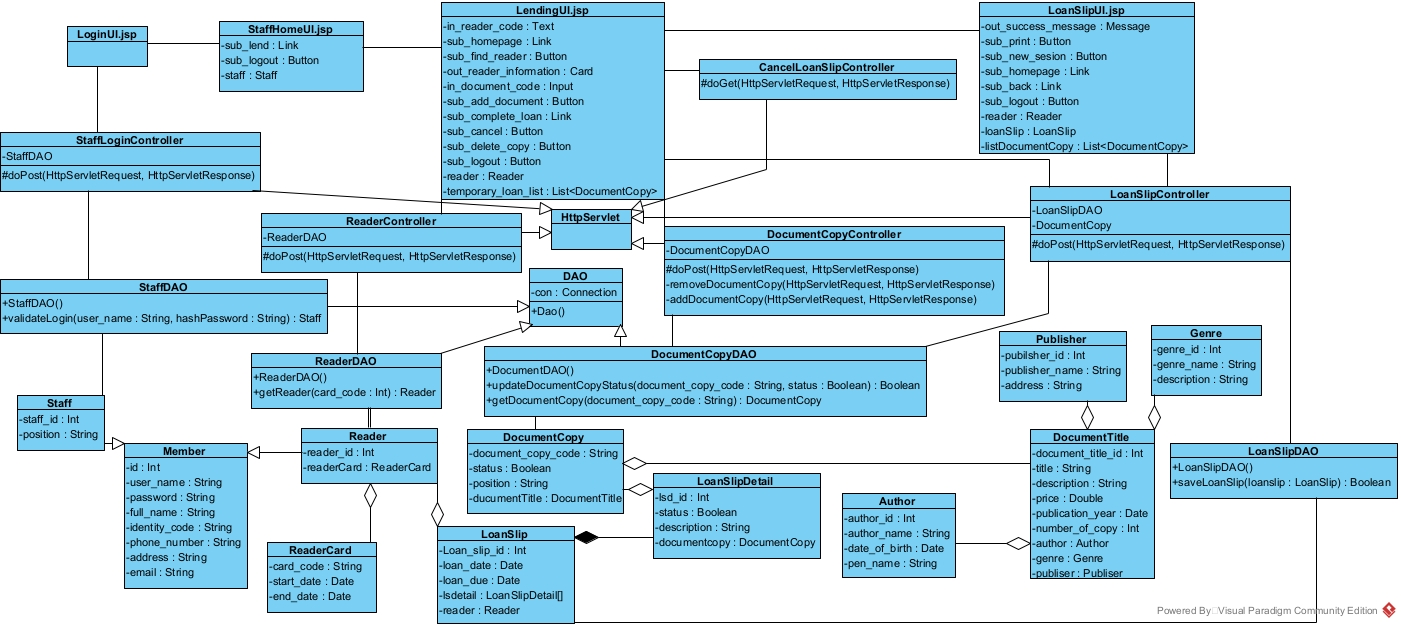 LoginUI.jsp
StaffHomeUI.jsp
-sub_lend : Link
-sub_logout : Button
-staff : Staff
LendingUI.jsp
-in_reader_code : Text
-sub_homepage : Link
-sub_find_reader : Button
-out_reader_information : Card
-in_document_code : Input
-sub_add_document : Button
-sub_complete_loan : Link
-sub_cancel : Button
-sub_delete_copy : Button
-sub_logout : Button
-reader : Reader
-temporary_loan_list : List<DocumentCopy>
CancelLoanSlipController
#doGet(HttpServletRequest, HttpServletResponse)
LoanSlipUI.jsp
-out_success_message : Message
-sub_print : Button
-sub_new_sesion : Button
-sub_homepage : Link
-sub_back : Link
-sub_logout : Button
-reader : Reader
-loanSlip : LoanSlip
-listDocumentCopy : List<DocumentCopy>
StaffLoginController
-StaffDAO
#doPost(HttpServletRequest, HttpServletResponse)
ReaderController
-ReaderDAO
#doPost(HttpServletRequest, HttpServletResponse)
HttpServlet
DocumentCopyController
-DocumentCopyDAO
#doPost(HttpServletRequest, HttpServletResponse)
-removeDocumentCopy(HttpServletRequest, HttpServletResponse)
-addDocumentCopy(HttpServletRequest, HttpServletResponse)
LoanSlipController
-LoanSlipDAO
-DocumentCopy
#doPost(HttpServletRequest, HttpServletResponse)
StaffDAO
+StaffDAO()
+validateLogin(user_name : String, hashPassword : String) : Staff
DAO
-con : Connection
+Dao()
ReaderDAO
+ReaderDAO()
+getReader(card_code : Int) : Reader
DocumentCopyDAO
+DocumentDAO()
+updateDocumentCopyStatus(document_copy_code : String, status : Boolean) : Boolean
+getDocumentCopy(document_copy_code : String) : DocumentCopy
Publisher
-pubilsher_id : Int
-publisher_name : String
-address : String
Genre
-genre_id : Int
-genre_name : String
-description : String
Staff
-staff_id : Int
-position : String
Member
-id : Int
-user_name : String
-password : String
-full_name : String
-identity_code : String
-phone_number : String
-address : String
-email : String
Reader
-reader_id : Int
-readerCard : ReaderCard
ReaderCard
-card_code : String
-start_date : Date
-end_date : Date
DocumentCopy
-document_copy_code : String
-status : Boolean
-position : String
-ducumentTitle : DocumentTitle
LoanSlip
-Loan_slip_id : Int
-loan_date : Date
-loan_due : Date
-lsdetail : LoanSlipDetail[]
-reader : Reader
LoanSlipDetail
-lsd_id : Int
-status : Boolean
-description : String
-documentcopy : DocumentCopy
Author
-author_id : Int
-author_name : String
-date_of_birth : Date
-pen_name : String
DocumentTitle
-document_title_id : Int
-title : String
-description : String
-price : Double
-publication_year : Date
-number_of_copy : Int
-author : Author
-genre : Genre
-publiser : Publiser
LoanSlipDAO
+LoanSlipDAO()
+saveLoanSlip(loanslip : LoanSlip) : Boolean
Powered By Visual Paradigm Community Edition